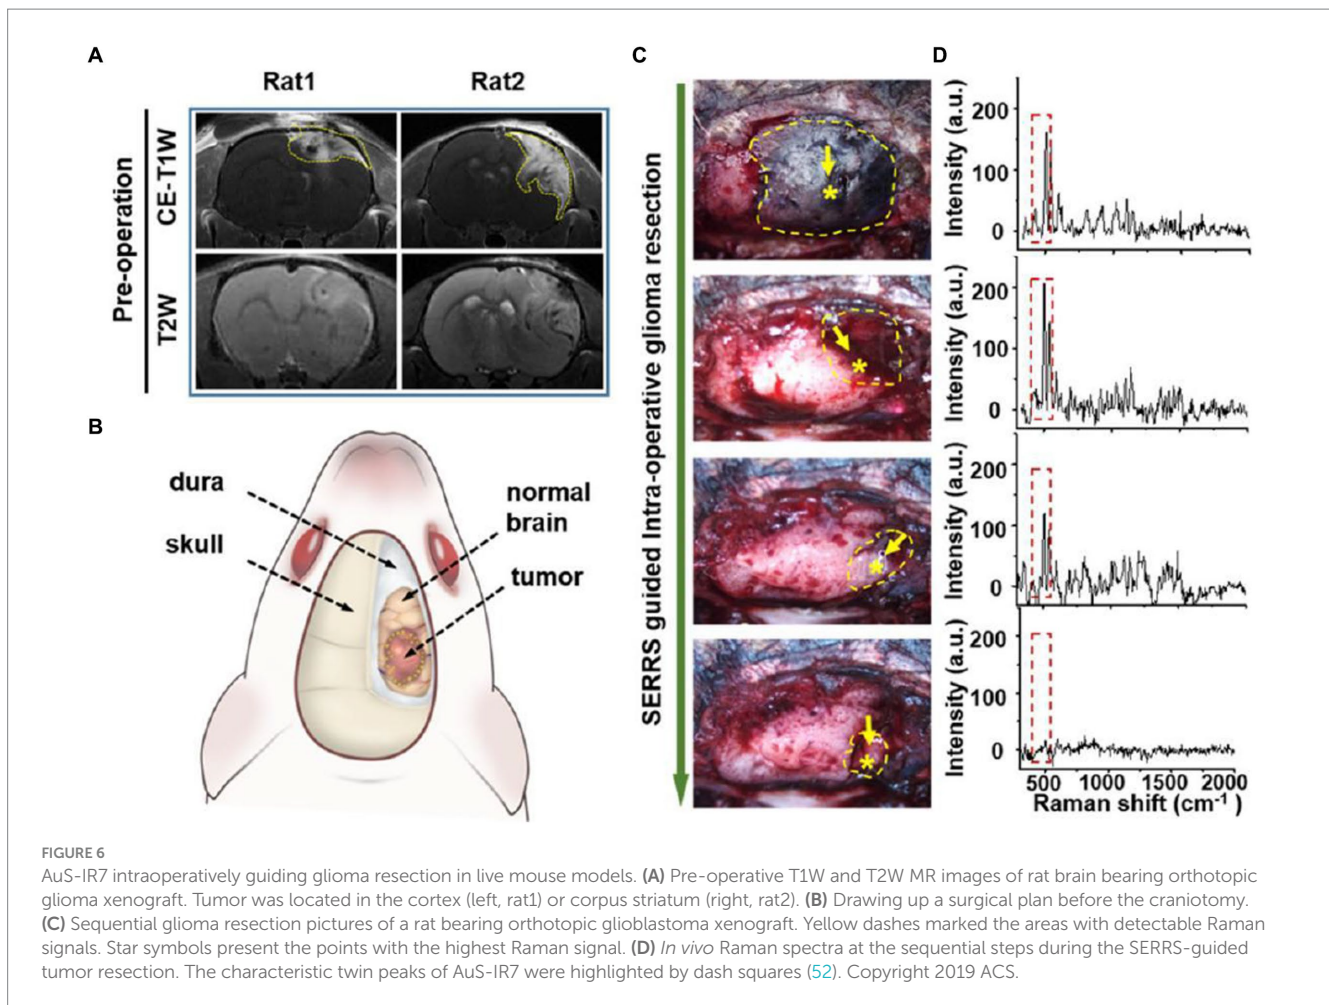 A
Rat1
Rat2
Pre-operation
CE-T1W
T2W
B
dura
skull
normal
brain
tumor
C
SERRS guided Intra-operative glioma resection
*
*
*
*
D
Intensity (a.u.)
200
100
0
Intensity (a.u.)
200
100
0
Intensity (a.u.)
200
100
0
Intensity (a.u.)
200
100
0
500 1000 1500 2000
Raman shift (cm⁻¹)
FIGURE 6
AuS-IR7 intraoperatively guiding glioma resection in live mouse models. (A) Pre-operative T1W and T2W MR images of rat brain bearing orthotopic
glioma xenograft. Tumor was located in the cortex (left, rat1) or corpus striatum (right, rat2). (B) Drawing up a surgical plan before the craniotomy.
(C) Sequential glioma resection pictures of a rat bearing orthotopic glioblastoma xenograft. Yellow dashes marked the areas with detectable Raman
signals. Star symbols present the points with the highest Raman signal. (D) In vivo Raman spectra at the sequential steps during the SERRS-guided
tumor resection. The characteristic twin peaks of AuS-IR7 were highlighted by dash squares (52). Copyright 2019 ACS.